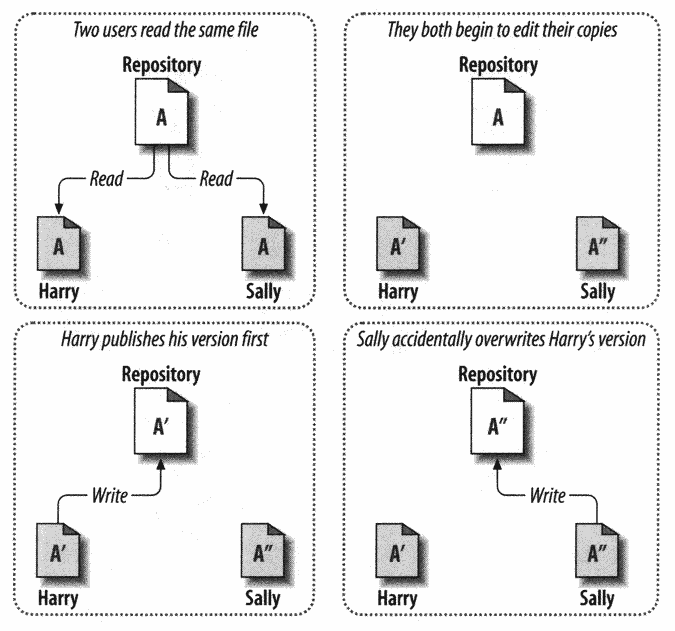 Two users read the same file
Repository
A
Read
Read
A
A
Harry
Sally
They both begin to edit their copies
Repository
A
A′
A″
Harry
Sally
Harry publishes his version first
Repository
A′
Write
A′
A″
Harry
Sally
Sally accidentally overwrites Harry’s version
Repository
A″
Write
A′
A″
Harry
Sally